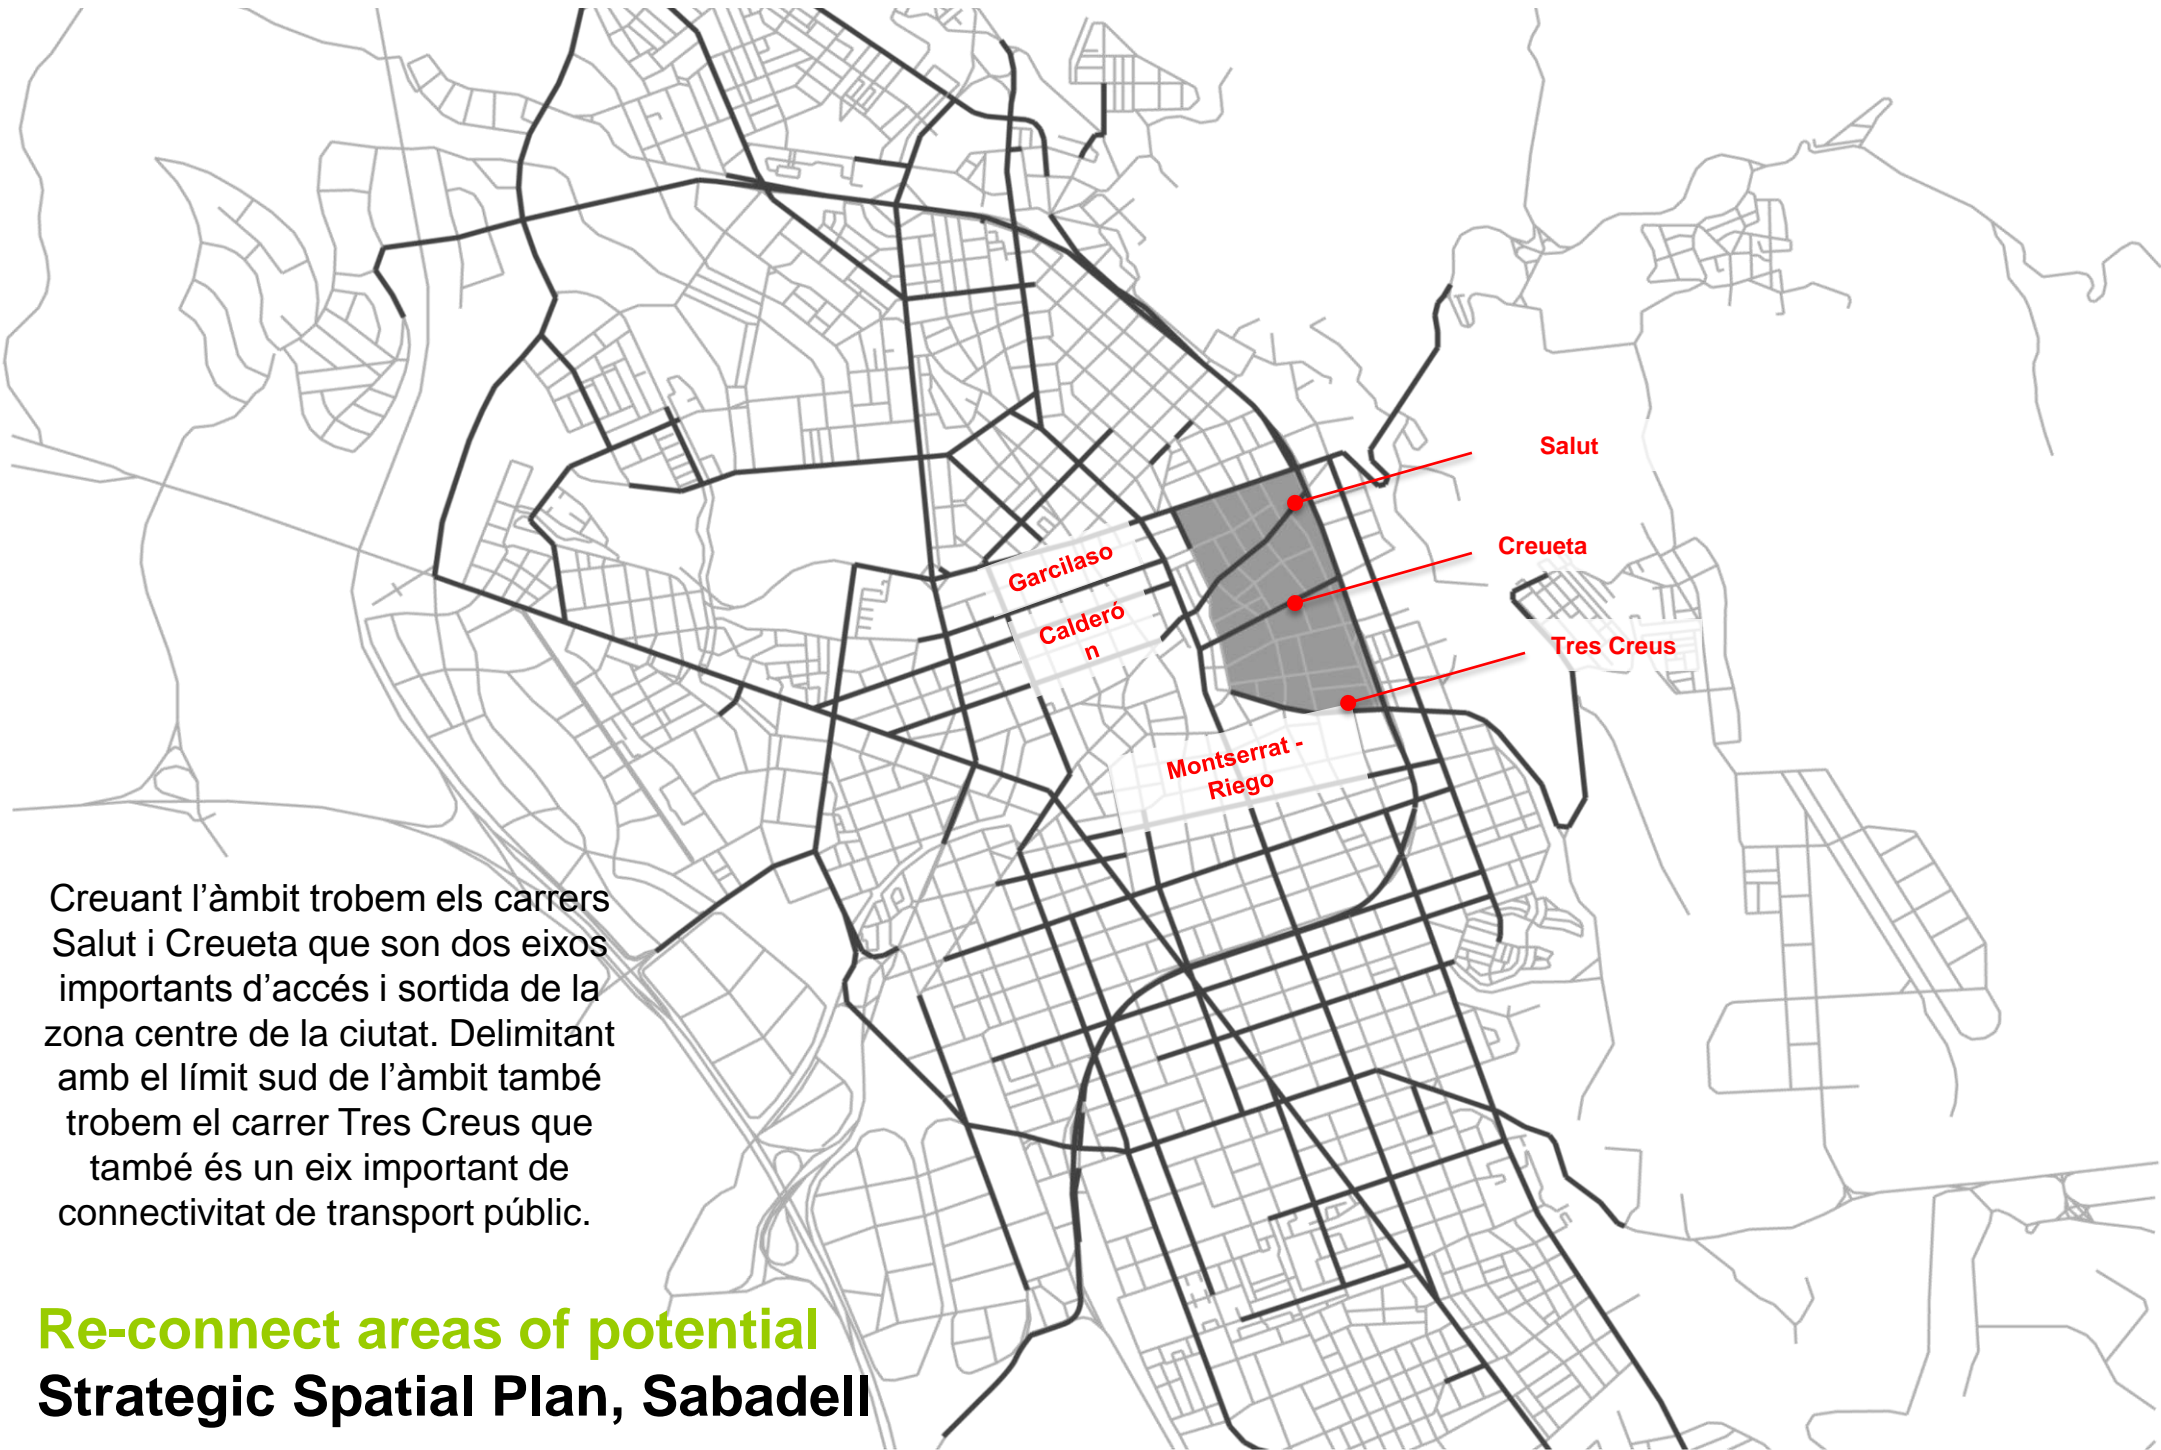 Salut
Creueta
Tres Creus
Garcilaso
Calderó
n
Montserrat -
Riego
Creuant l’àmbit trobem els carrers
Salut i Creueta que son dos eixos
importants d’accés i sortida de la
zona centre de la ciutat. Delimitant
amb el límit sud de l’àmbit també
trobem el carrer Tres Creus que
també és un eix important de
connectivitat de transport públic.
Re-connect areas of potential
Strategic Spatial Plan, Sabadell